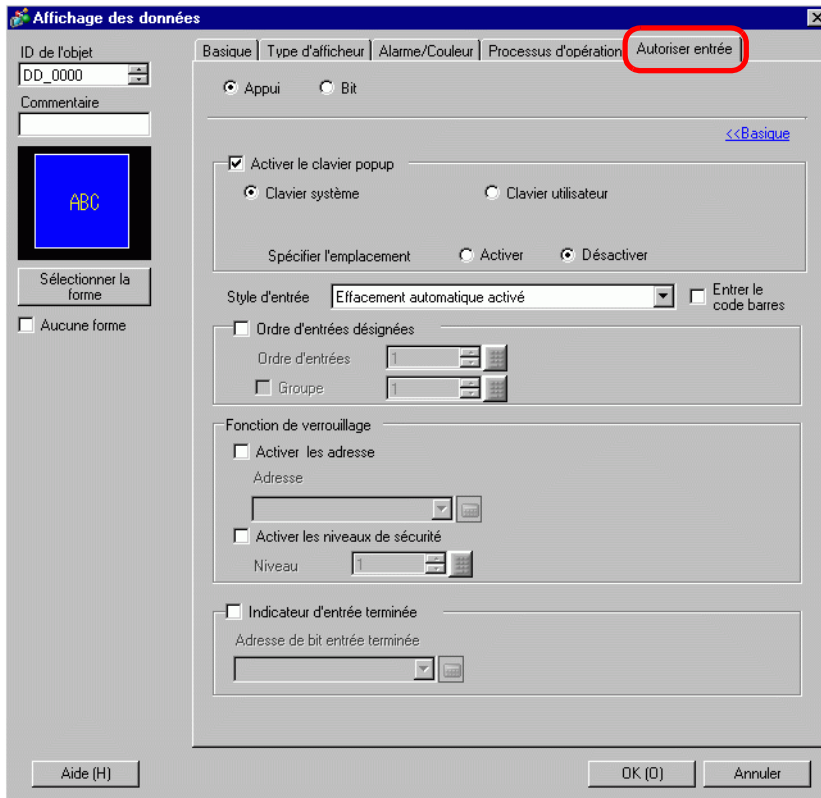 Affichage des données
ID de l'objet
DD_0000
Commentaire
ABC
Sélectionner la
forme
Aucune forme
Basique Type d'afficheur Alarme/Couleur Processus d'opération Autoriser entrée
Appui Bit
<<Basique
Activer le clavier popup
Clavier système Clavier utilisateur
Spécifier l'emplacement Activer Désactiver
Style d'entrée Effacement automatique activé Entrer le
code barres
Ordre d'entrées désignées
Ordre d'entrées 1
Groupe 1
Fonction de verrouillage
Activer les adresse
Adresse
Activer les niveaux de sécurité
Niveau 1
Indicateur d'entrée terminée
Adresse de bit entrée terminée
Aide (H) OK (O) Annuler